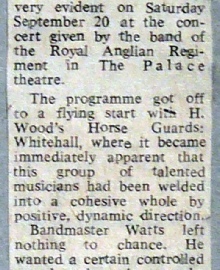 very evident on Saturday
September 20 at the con-
cert given by the band of
the Royal Anglian Regi-
ment in The Palace
theatre.
The programme got off
to a flying start with H.
Wood's Horse Guards:
Whitehall, where it became
immediately apparent that
this group of talented
musicians had been welded
into a cohesive whole by
positive, dynamic direction.
Bandmaster Warts left
nothing to chance. He
wanted a certain controlled